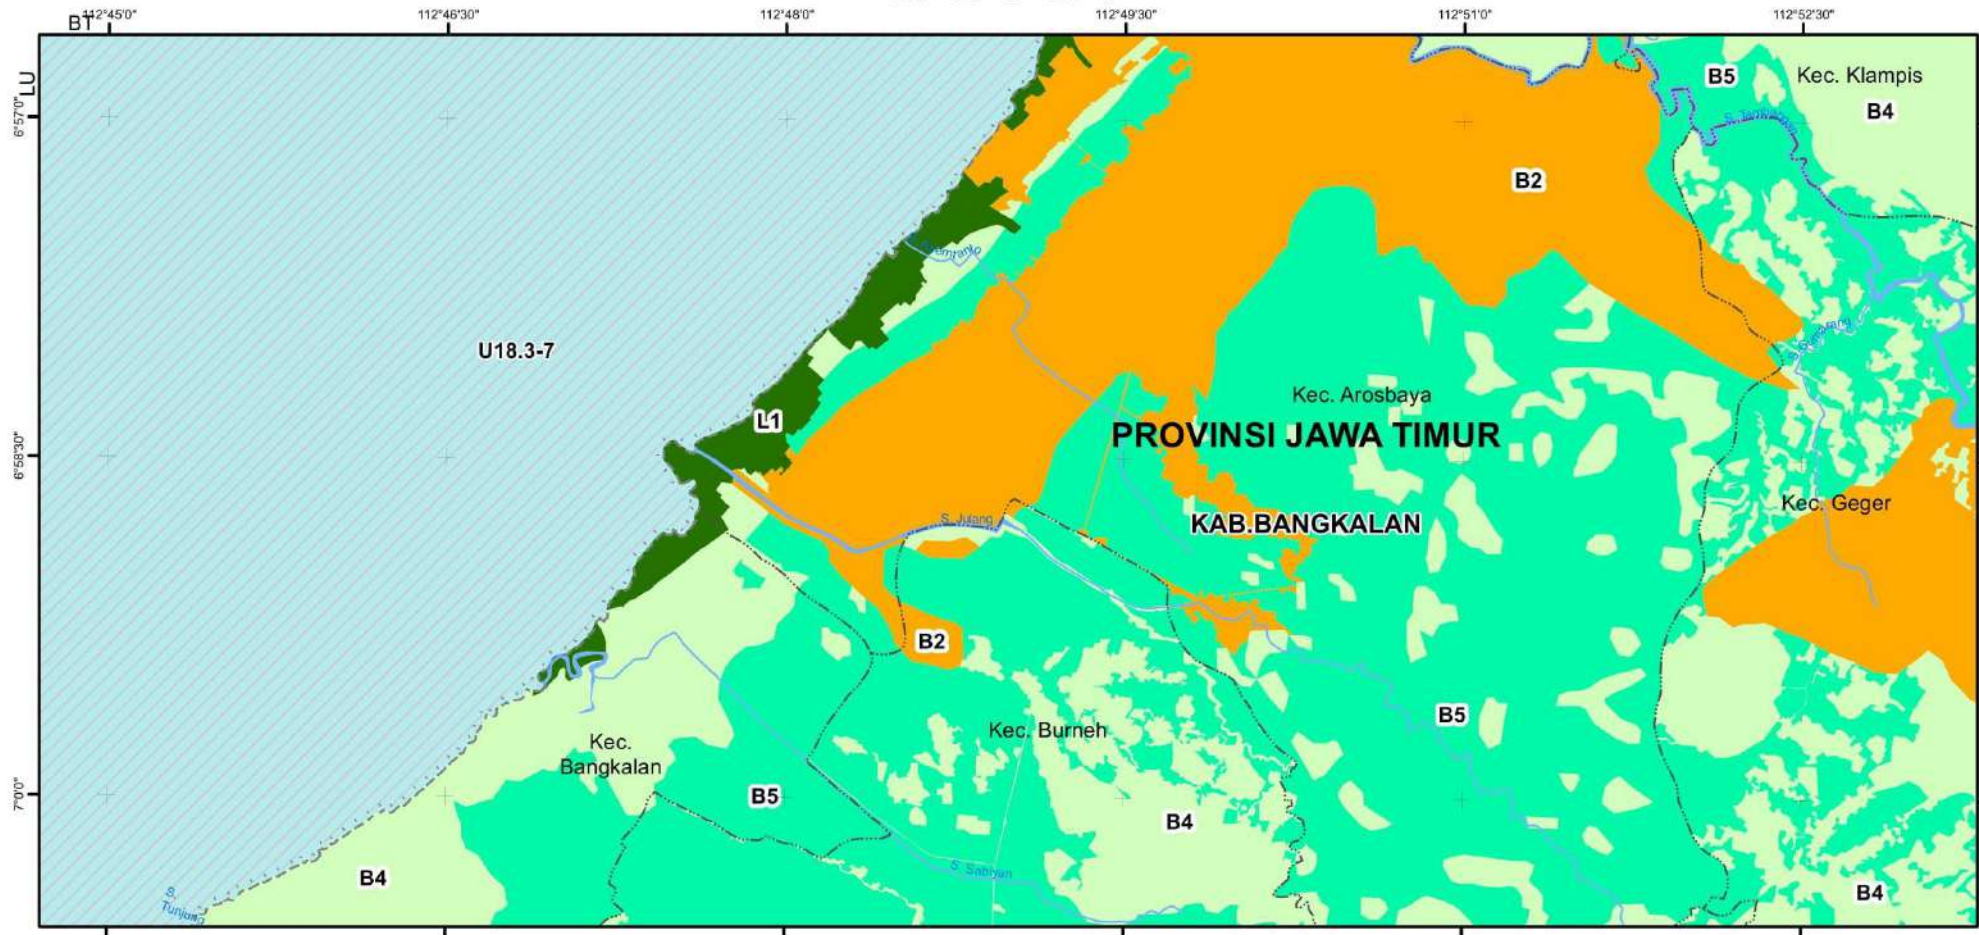 BT
112°45'0"
112°46'30"
112°48'0"
112°49'30"
112°51'0"
112°52'30"
LU
6°57'0"
6°58'30"
7°0'0"
B5
Kec. Klampis
B4
S. Tambangan
B2
U18.3-7
S. Gumarang
L1
Kec. Arosbaya
PROVINSI JAWA TIMUR
Kec. Geger
S. Julang
KAB.BANGKALAN
B2
B5
Kec. Burneh
Kec.
Bangkalan
B5
B4
S. Sabiyan
B4
B4
S.
Tunjung